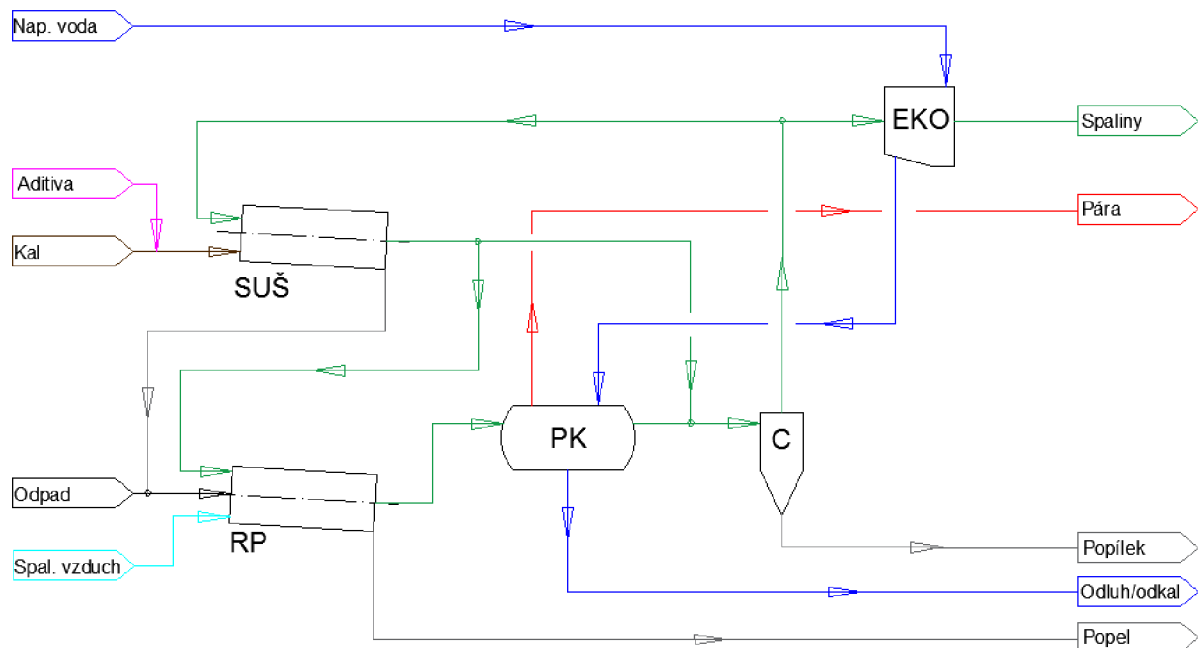 Nap. voda
EKO
Spaliny
Aditiva
Pára
Kal
SUŠ
PK
C
Odpad
RP
Spal. vzduch
Popílek
Odluh/odkal
Popel